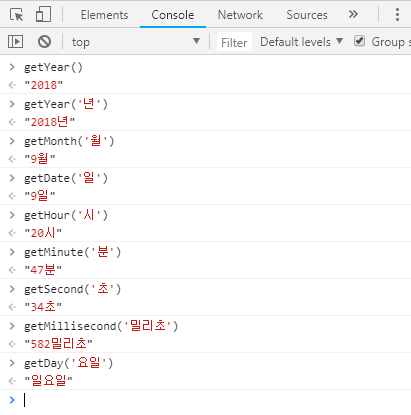 Elements Console Network Sources »
top Filter Default levels Group s
> getYear()
"2018"
> getYear('년')
"2018년"
> getMonth('월')
"9월"
> getDate('일')
"9일"
> getHour('시')
"20시"
> getMinute('분')
"47분"
> getSecond('초')
"34초"
> getMillisecond('밀리초')
"582밀리초"
> getDay('요일')
"일요일"
>